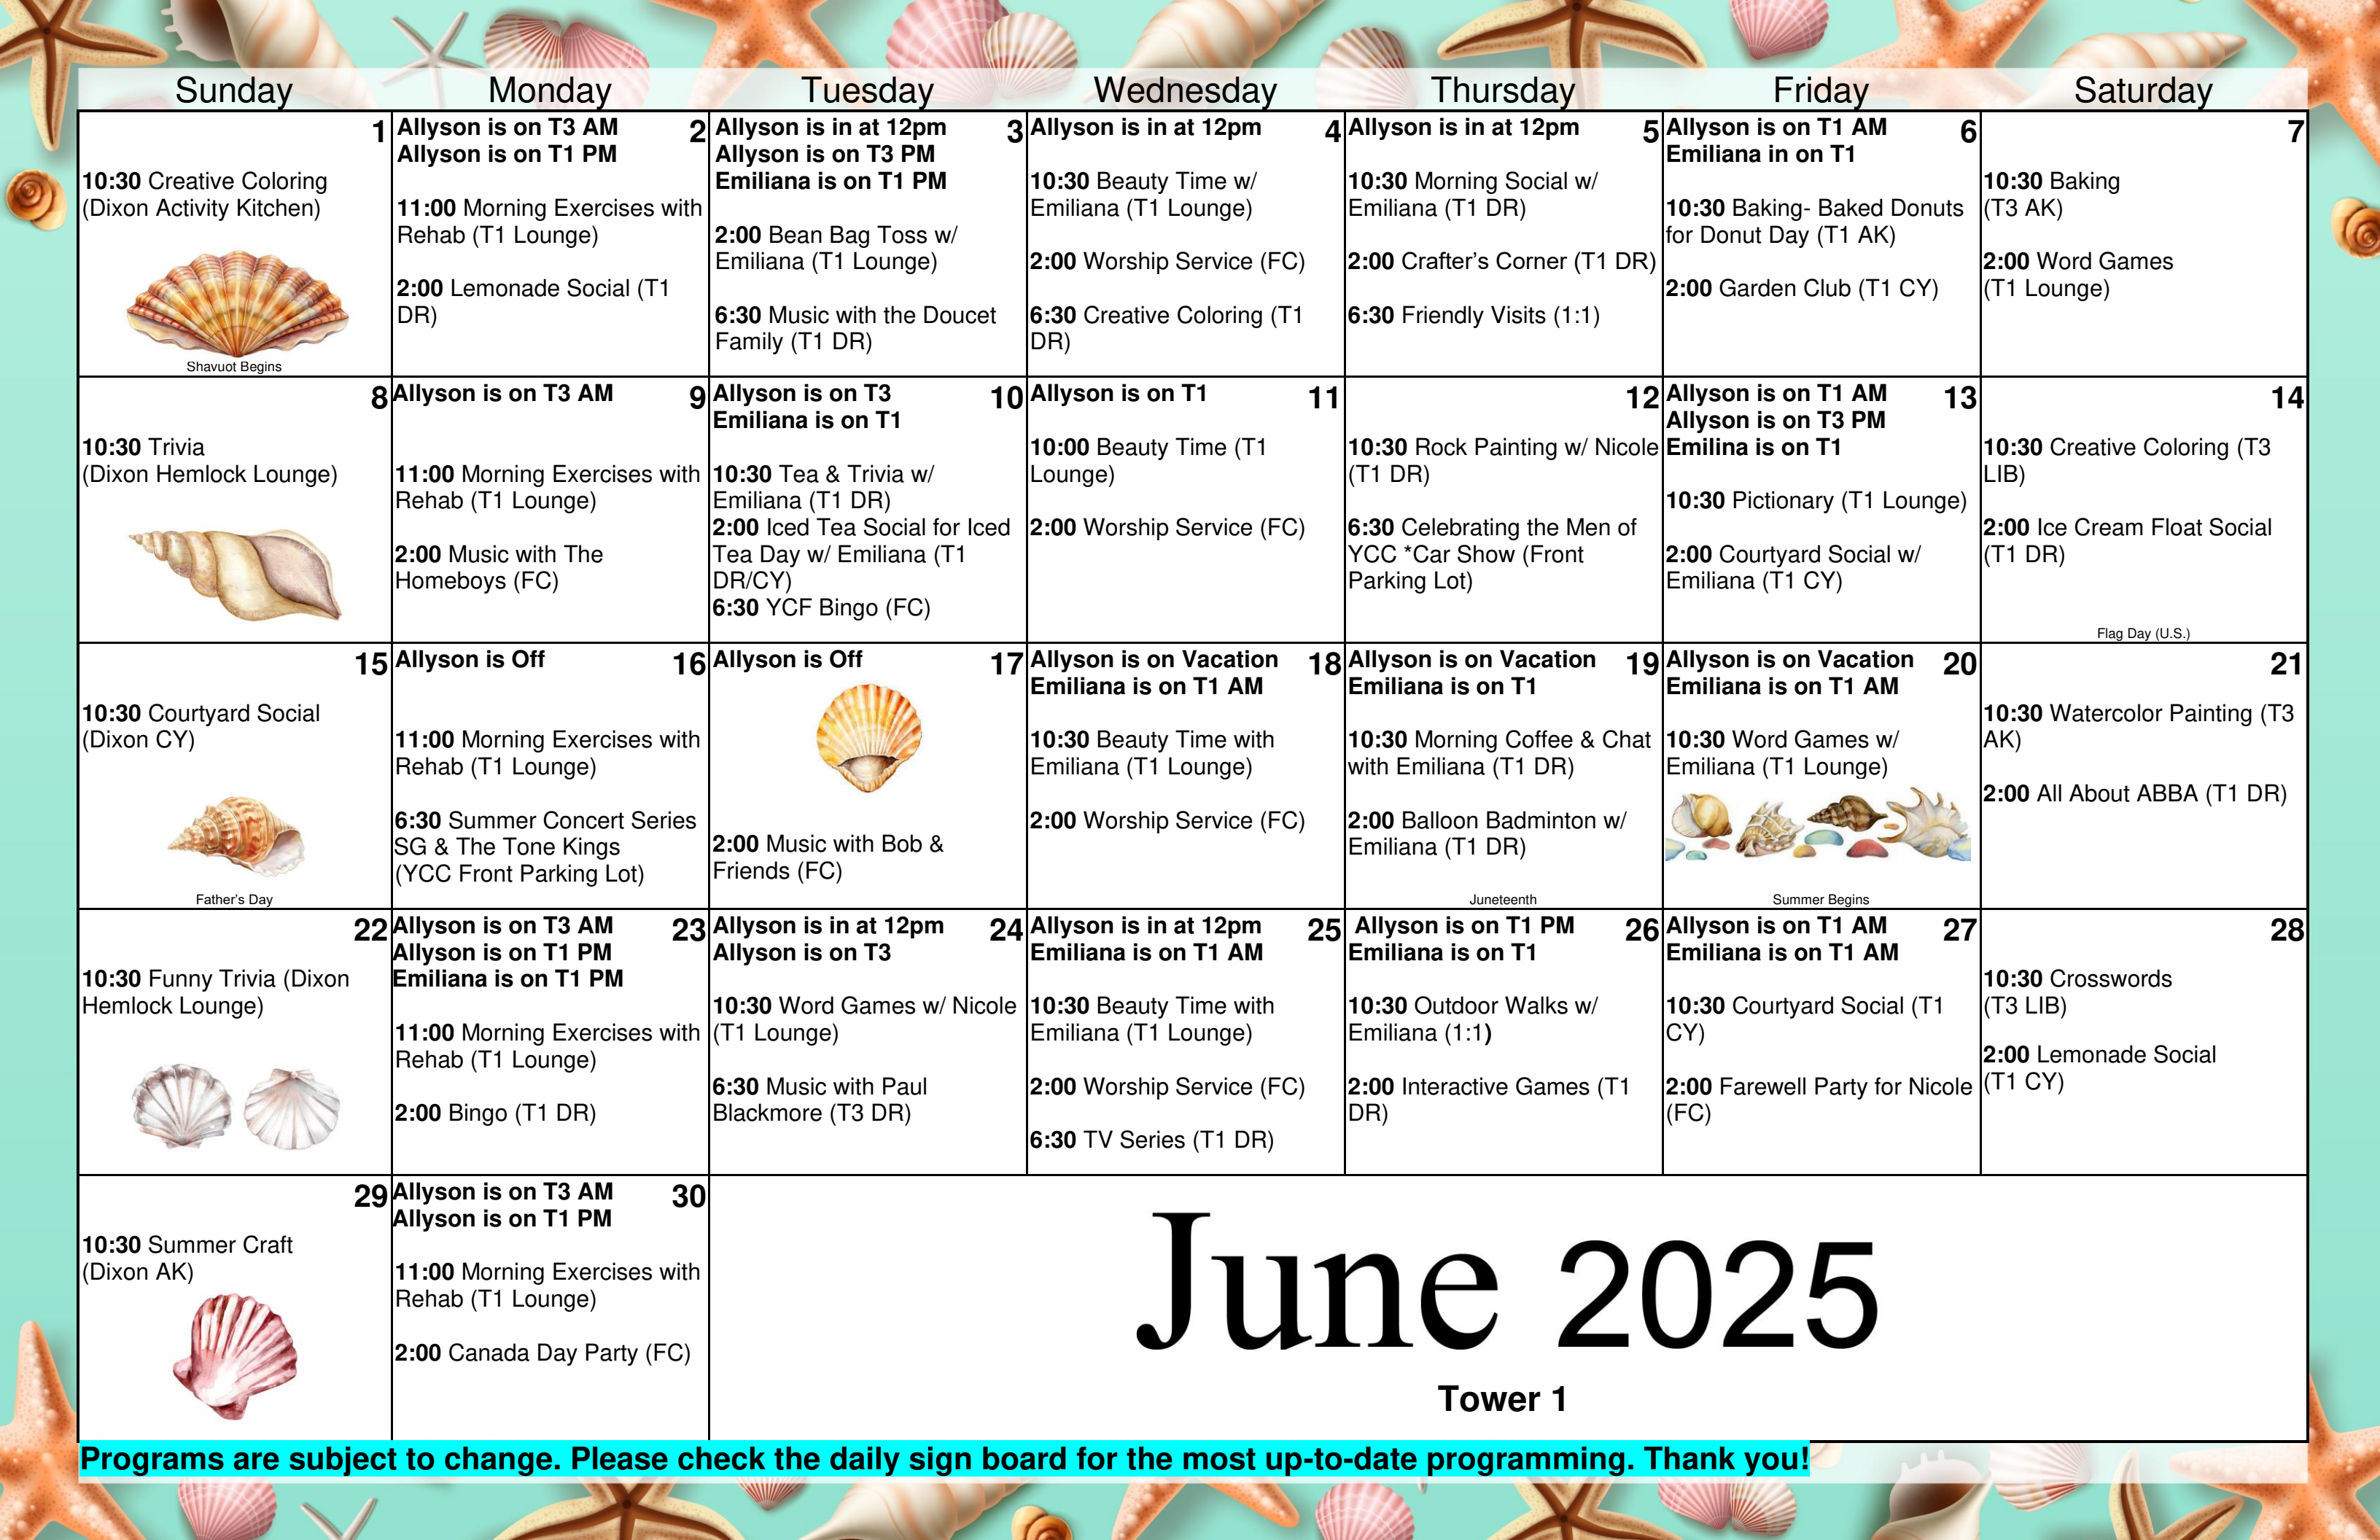 Sunday Monday Tuesday Wednesday Thursday Friday Saturday
1
10:30 Creative Coloring
(Dixon Activity Kitchen)
Shavuot Begins
Allyson is on T3 AM 2
Allyson is on T1 PM
11:00 Morning Exercises with
Rehab (T1 Lounge)
2:00 Lemonade Social (T1
DR)
Allyson is in at 12pm 3
Allyson is on T3 PM
Emiliana is on T1 PM
2:00 Bean Bag Toss w/
Emiliana (T1 Lounge)
6:30 Music with the Doucet
Family (T1 DR)
Allyson is in at 12pm 4
10:30 Beauty Time w/
Emiliana (T1 Lounge)
2:00 Worship Service (FC)
6:30 Creative Coloring (T1
DR)
Allyson is in at 12pm 5
10:30 Morning Social w/
Emiliana (T1 DR)
2:00 Crafter’s Corner (T1 DR)
6:30 Friendly Visits (1:1)
Allyson is on T1 AM 6
Emiliana in on T1
10:30 Baking- Baked Donuts
for Donut Day (T1 AK)
2:00 Garden Club (T1 CY)
7
10:30 Baking
(T3 AK)
2:00 Word Games
(T1 Lounge)
8
10:30 Trivia
(Dixon Hemlock Lounge)
Allyson is on T3 AM 9
11:00 Morning Exercises with
Rehab (T1 Lounge)
2:00 Music with The
Homeboys (FC)
Allyson is on T3 10
Emiliana is on T1
10:30 Tea & Trivia w/
Emiliana (T1 DR)
2:00 Iced Tea Social for Iced
Tea Day w/ Emiliana (T1
DR/CY)
6:30 YCF Bingo (FC)
Allyson is on T1 11
10:00 Beauty Time (T1
Lounge)
2:00 Worship Service (FC)
12
10:30 Rock Painting w/ Nicole
(T1 DR)
6:30 Celebrating the Men of
YCC *Car Show (Front
Parking Lot)
Allyson is on T1 AM 13
Allyson is on T3 PM
Emilina is on T1
10:30 Pictionary (T1 Lounge)
2:00 Courtyard Social w/
Emiliana (T1 CY)
14
10:30 Creative Coloring (T3
LIB)
2:00 Ice Cream Float Social
(T1 DR)
Flag Day (U.S.)
15
10:30 Courtyard Social
(Dixon CY)
Father's Day
Allyson is Off 16
11:00 Morning Exercises with
Rehab (T1 Lounge)
6:30 Summer Concert Series
SG & The Tone Kings
(YCC Front Parking Lot)
Allyson is Off 17
2:00 Music with Bob &
Friends (FC)
Allyson is on Vacation 18
Emiliana is on T1 AM
10:30 Beauty Time with
Emiliana (T1 Lounge)
2:00 Worship Service (FC)
Allyson is on Vacation 19
Emiliana is on T1
10:30 Morning Coffee & Chat
with Emiliana (T1 DR)
2:00 Balloon Badminton w/
Emiliana (T1 DR)
Juneteenth
Allyson is on Vacation 20
Emiliana is on T1 AM
10:30 Word Games w/
Emiliana (T1 Lounge)
Summer Begins
21
10:30 Watercolor Painting (T3
AK)
2:00 All About ABBA (T1 DR)
22
10:30 Funny Trivia (Dixon
Hemlock Lounge)
Allyson is on T3 AM 23
Allyson is on T1 PM
Emiliana is on T1 PM
11:00 Morning Exercises with
Rehab (T1 Lounge)
2:00 Bingo (T1 DR)
Allyson is in at 12pm 24
Allyson is on T3
10:30 Word Games w/ Nicole
(T1 Lounge)
6:30 Music with Paul
Blackmore (T3 DR)
Allyson is in at 12pm 25
Emiliana is on T1 AM
10:30 Beauty Time with
Emiliana (T1 Lounge)
2:00 Worship Service (FC)
6:30 TV Series (T1 DR)
Allyson is on T1 PM 26
Emiliana is on T1
10:30 Outdoor Walks w/
Emiliana (1:1)
2:00 Interactive Games (T1
DR)
Allyson is on T1 AM 27
Emiliana is on T1 AM
10:30 Courtyard Social (T1
CY)
2:00 Farewell Party for Nicole
(FC)
28
10:30 Crosswords
(T3 LIB)
2:00 Lemonade Social
(T1 CY)
29
10:30 Summer Craft
(Dixon AK)
Allyson is on T3 AM 30
Allyson is on T1 PM
11:00 Morning Exercises with
Rehab (T1 Lounge)
2:00 Canada Day Party (FC)
June 2025
Tower 1
Programs are subject to change. Please check the daily sign board for the most up-to-date programming. Thank you!